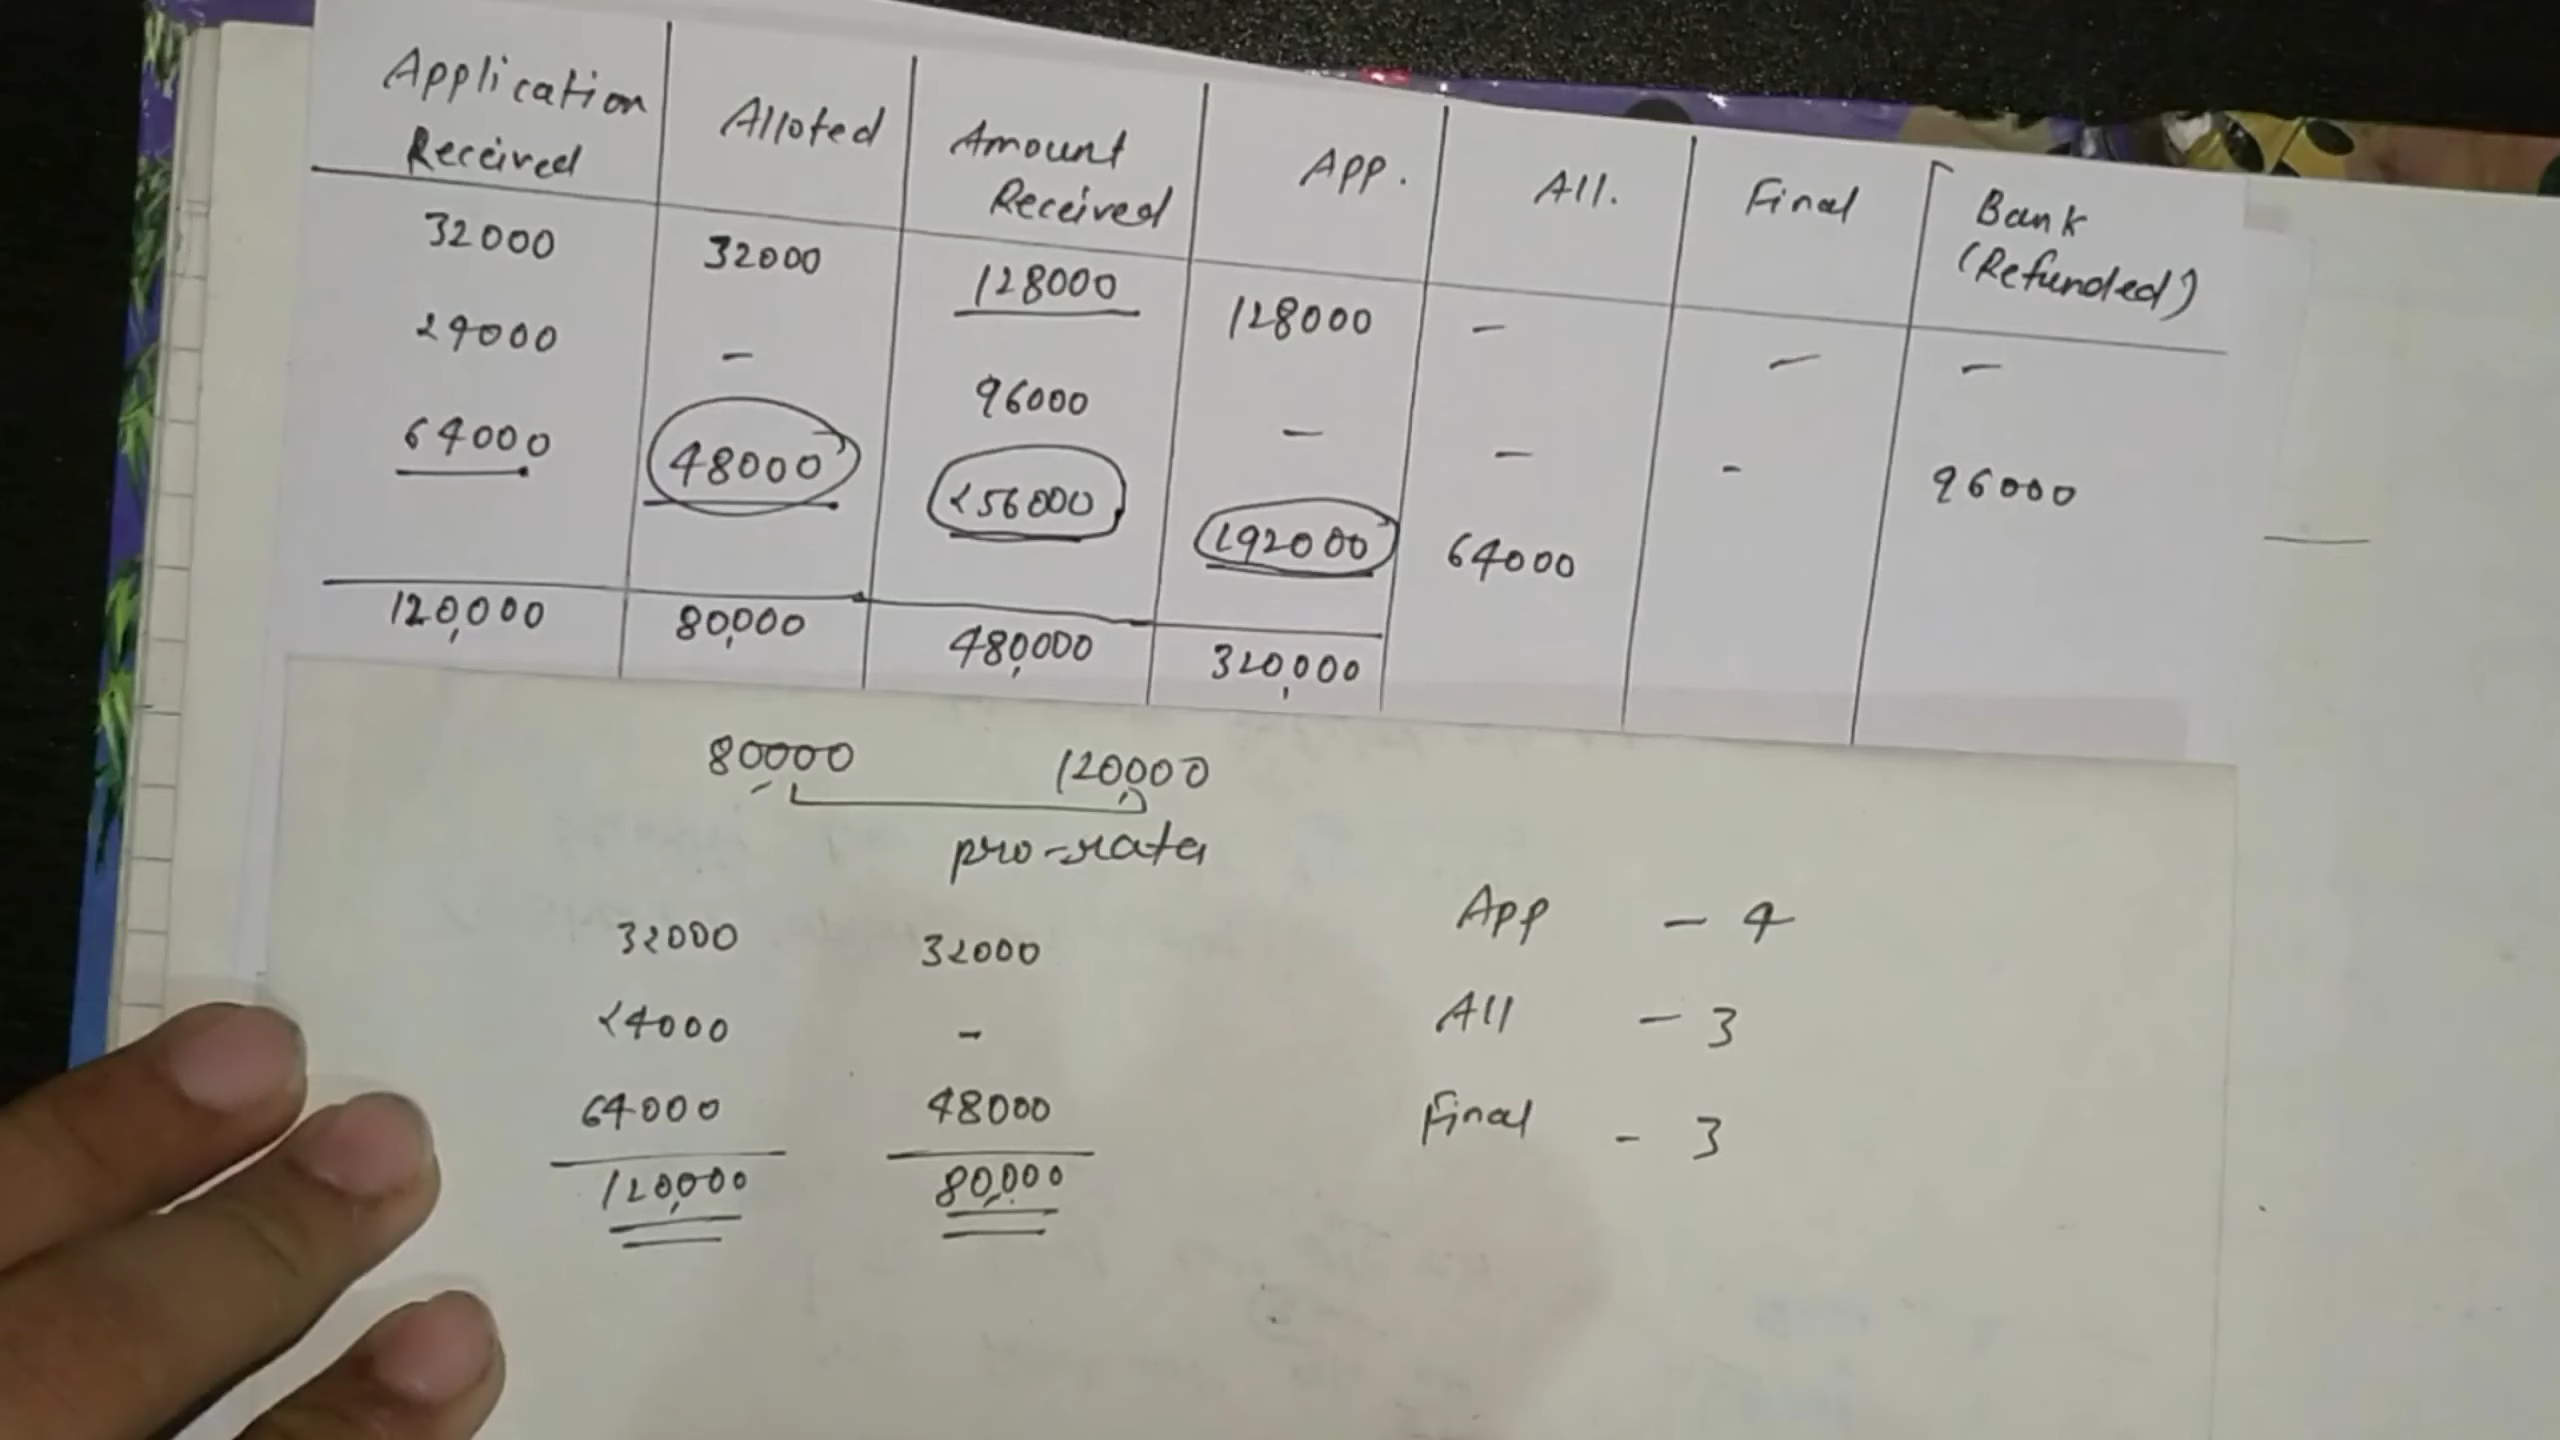 Application Received | Alloted | Amount Received | App. | All. | Final | Bank (Refunded)
32000 | 32000 | 128000 | 128000 | - | - | -
24000 | - | 96000 | - | - | - | 96000
64000 | 48000 | 256000 | 192000 | 64000
120,000 | 80,000 | 480,000 | 320,000
80000 120,000
pro-rata
32000 32000
24000 -
64000 48000
120,000 80,000
App - 4
All - 3
Final - 3